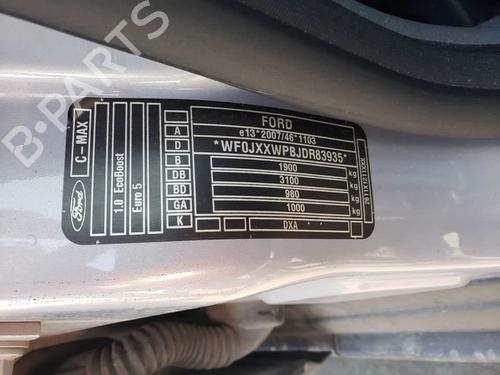 FORD
e13*2007/46*1103
*WF0JXXWPBJDR83935*
A
D
B
1900 kg
DB
3100 kg
BD
980 kg
GA
1000 kg
K
DXA
C-MAX
1.0 EcoBoost
Euro 5
Ford
B-PARTS